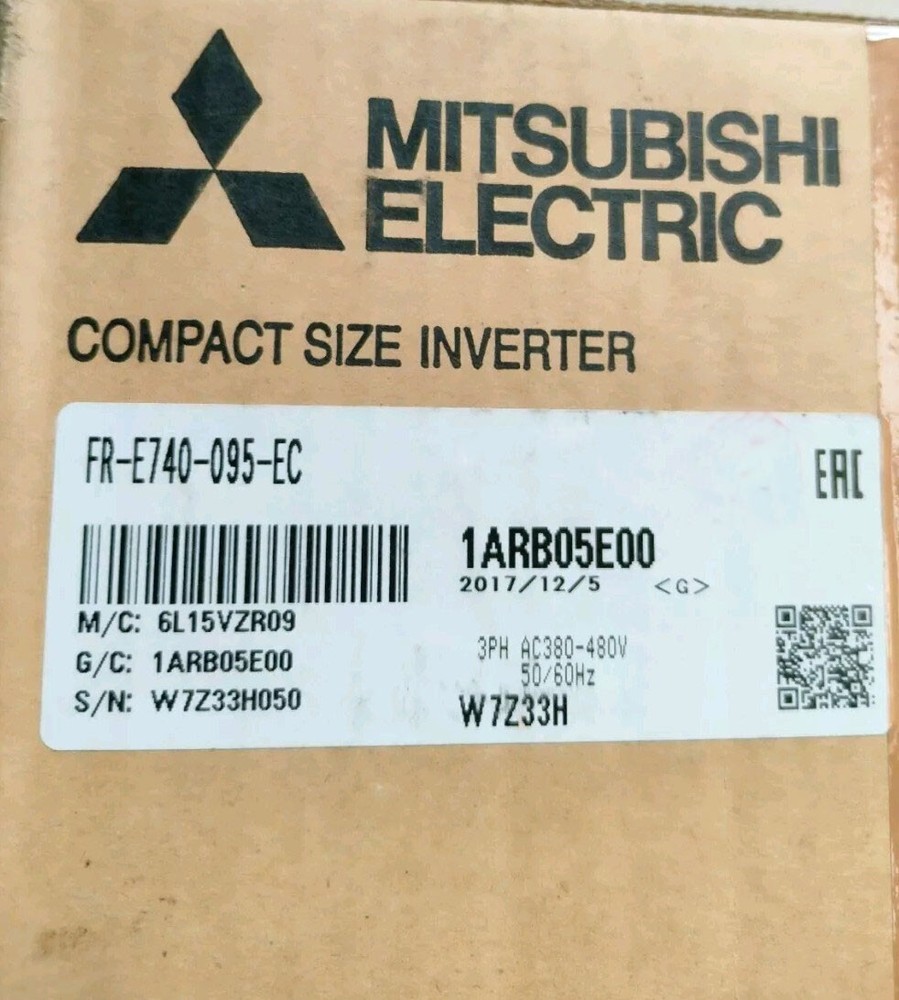 MITSUBISHI
ELECTRIC
COMPACT SIZE INVERTER
FR-E740-095-EC
EAC
1ARB05E00
2017/12/5 <G>
M/C: 6L15VZR09
G/C: 1ARB05E00
S/N: W7Z33H050
3PH AC380-480V
50/60Hz
W7Z33H